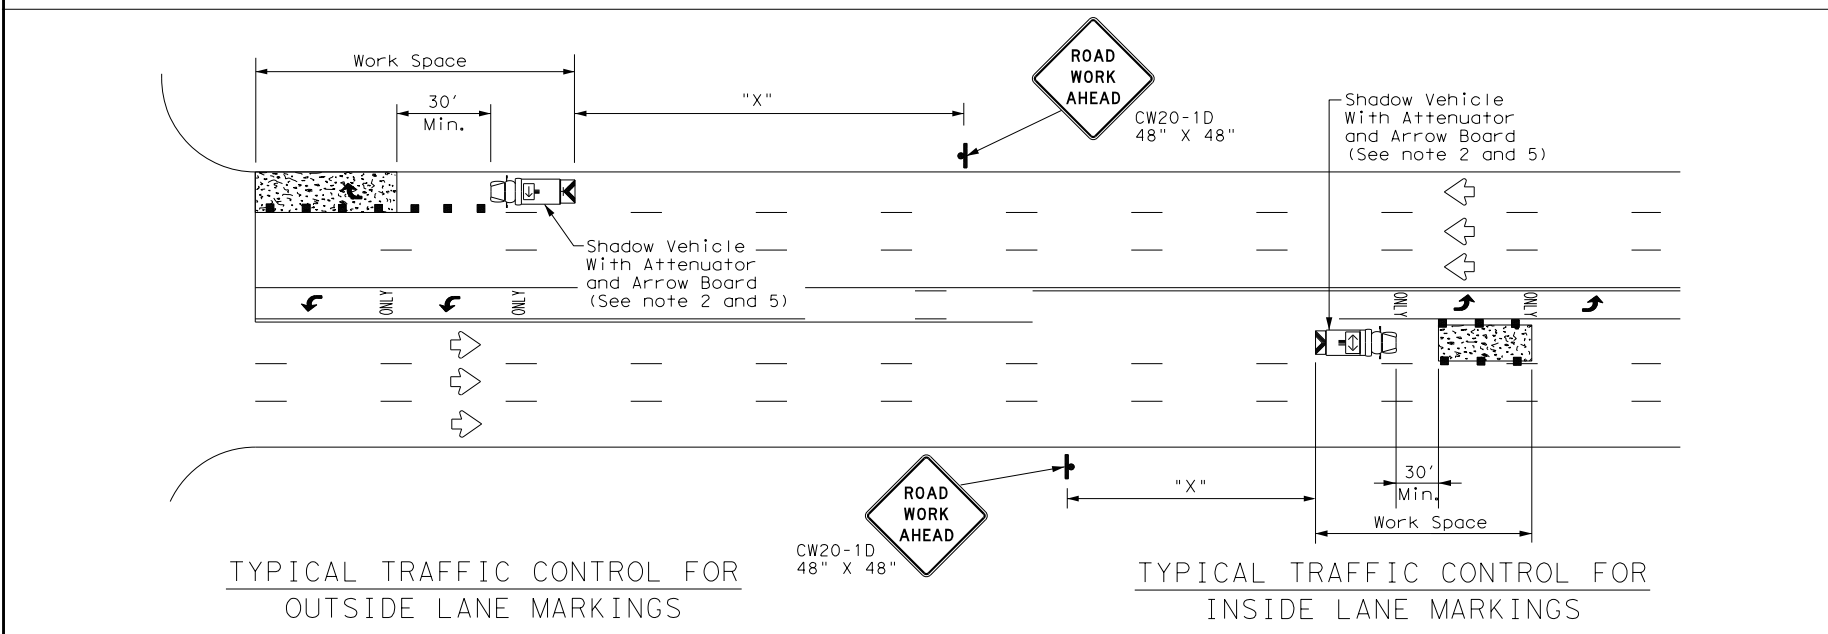 Work Space
30'
Min.
"X"
ROAD
WORK
AHEAD
CW20-1D
48" X 48"
Shadow Vehicle
With Attenuator
and Arrow Board
(See note 2 and 5)
Shadow Vehicle
With Attenuator
and Arrow Board
(See note 2 and 5)
ONLY
ONLY
ONLY
ONLY
ROAD
WORK
AHEAD
CW20-1D
48" X 48"
"X"
30'
Min.
Work Space
TYPICAL TRAFFIC CONTROL FOR
OUTSIDE LANE MARKINGS
TYPICAL TRAFFIC CONTROL FOR
INSIDE LANE MARKINGS